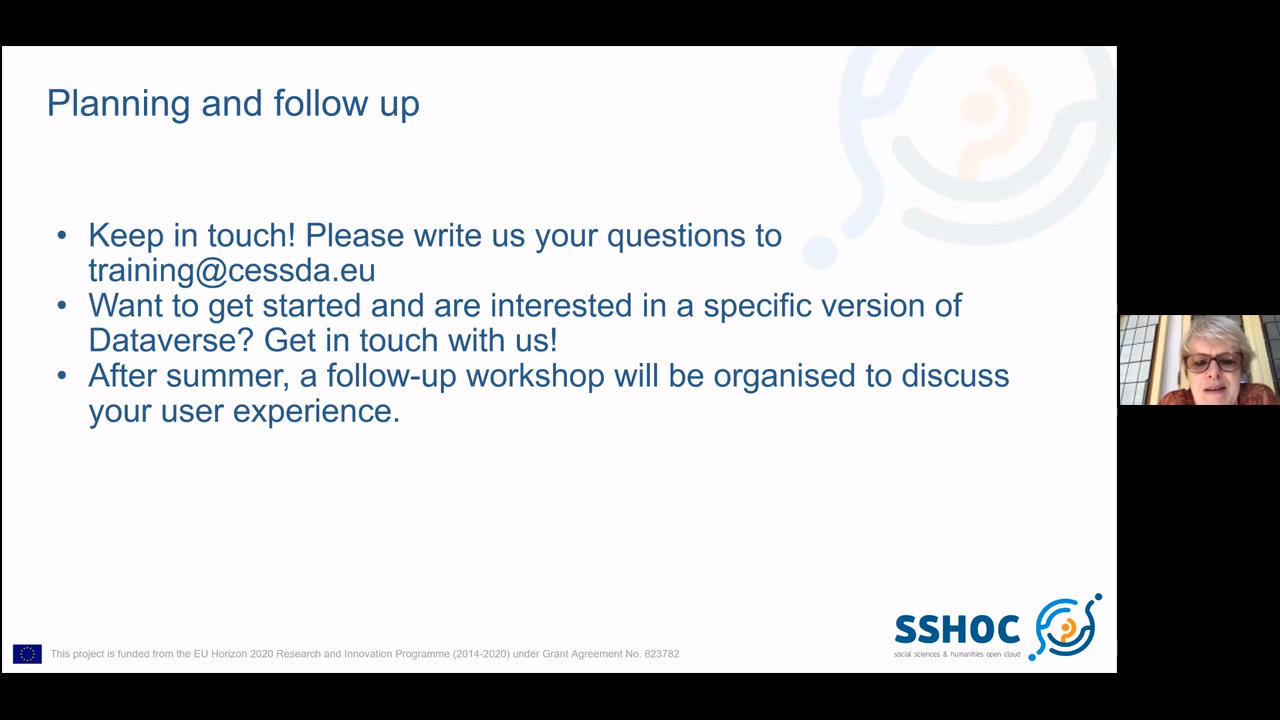 Planning and follow up
• Keep in touch! Please write us your questions to
training@cessda.eu
• Want to get started and are interested in a specific version of
Dataverse? Get in touch with us!
• After summer, a follow-up workshop will be organised to discuss
your user experience.
SSHOC
social sciences & humanities open cloud
This project is funded from the EU Horizon 2020 Research and Innovation Programme (2014-2020) under Grant Agreement No. 823782